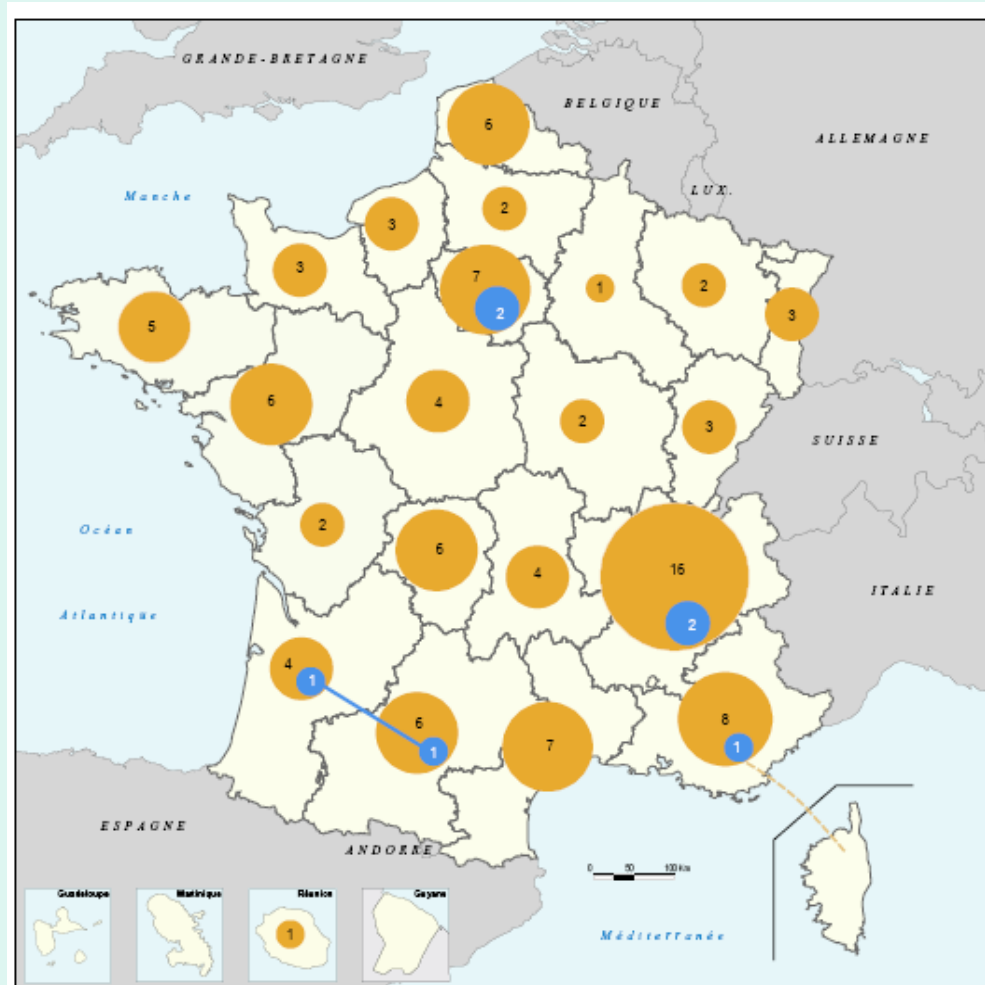 GRANDE-BRETAGNE
BELGIQUE
ALLEMAGNE
LUX.
Manche
6
2
3
3
7
2
1
2
3
5
6
4
2
3
SUISSE
Océan
Atlantique
2
6
4
16
2
ITALIE
4
1
6
1
7
8
1
ESPAGNE
ANDORRE
0 50 100 km
Méditerranée
Guadeloupe
Martinique
Réunion
Guyane
1